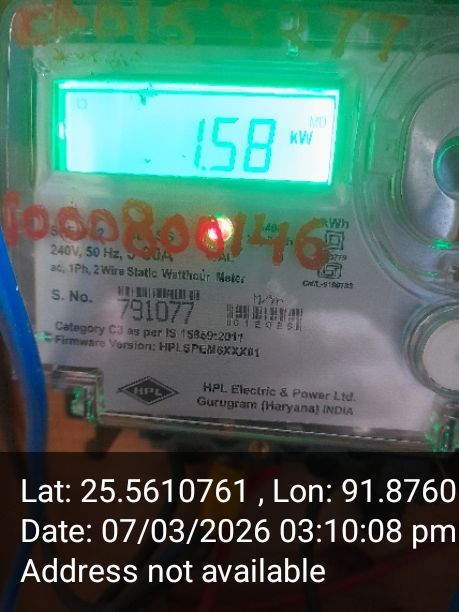 MD
1.58 kW
1000800146
240V, 50 Hz,
ac, 1Ph, 2 Wire Static Watthour Meter
S. No.
791077
Category C3 as per IS 15959:2011
Firmware Version: HPLSPEM6XXX01
HPL
HPL Electric & Power Ltd.
Gurugram (Haryana) INDIA
Lat: 25.5610761 , Lon: 91.8760
Date: 07/03/2026 03:10:08 pm
Address not available